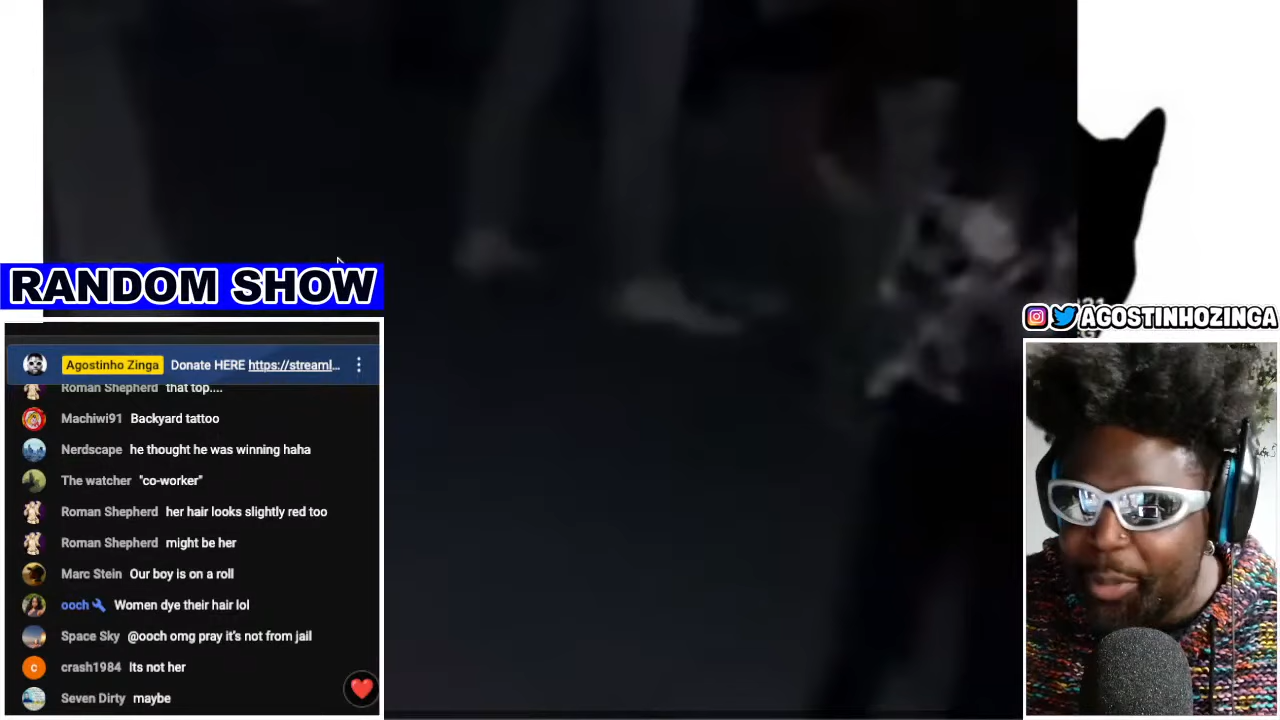 RANDOM SHOW
AGOSTINHOZINGA
Agostinho Zinga Donate HERE https://streaml...
Roman Shepherd that top....
Machiwi91 Backyard tattoo
Nerdscape he thought he was winning haha
The watcher "co-worker"
Roman Shepherd her hair looks slightly red too
Roman Shepherd might be her
Marc Stein Our boy is on a roll
ooch Women dye their hair lol
Space Sky @ooch omg pray it's not from jail
C crash1984 Its not her
Seven Dirty maybe